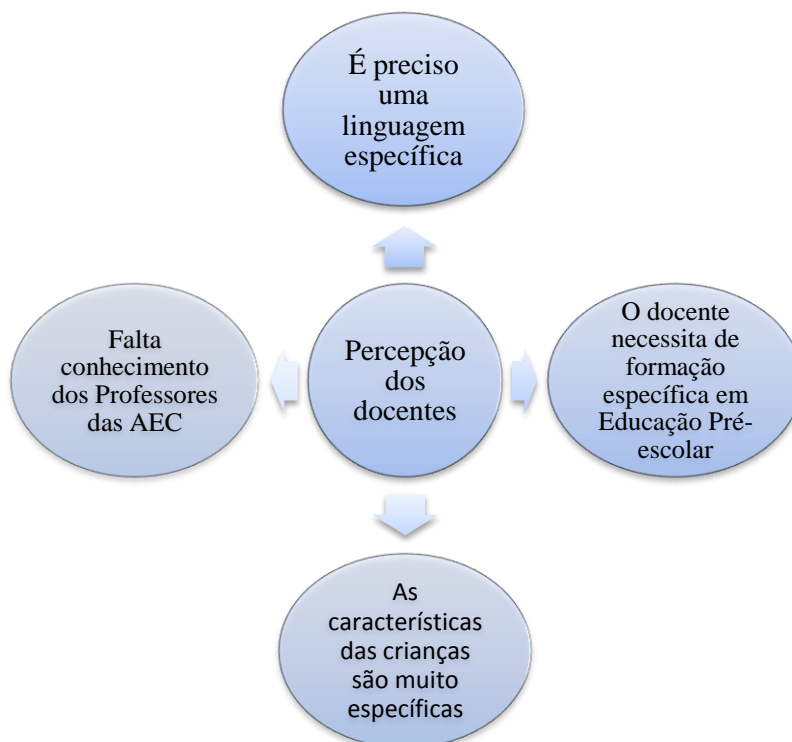 É preciso
uma
linguagem
específica
Falta
conhecimento
dos Professores
das AEC
Percepção
dos
docentes
O docente
necessita de
formação
específica em
Educação Pré-
escolar
As
características
das crianças
são muito
específicas